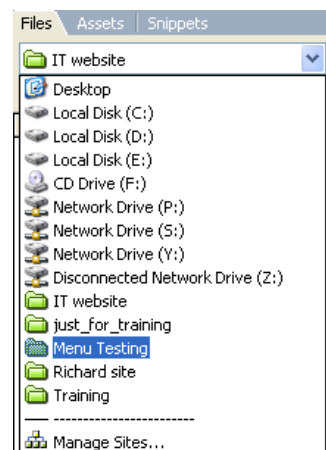 Files Assets Snippets
IT website
Desktop
Local Disk (C:)
Local Disk (D:)
Local Disk (E:)
CD Drive (F:)
Network Drive (P:)
Network Drive (S:)
Network Drive (Y:)
Disconnected Network Drive (Z:)
IT website
just_for_training
Menu Testing
Richard site
Training
-----------------------
Manage Sites...